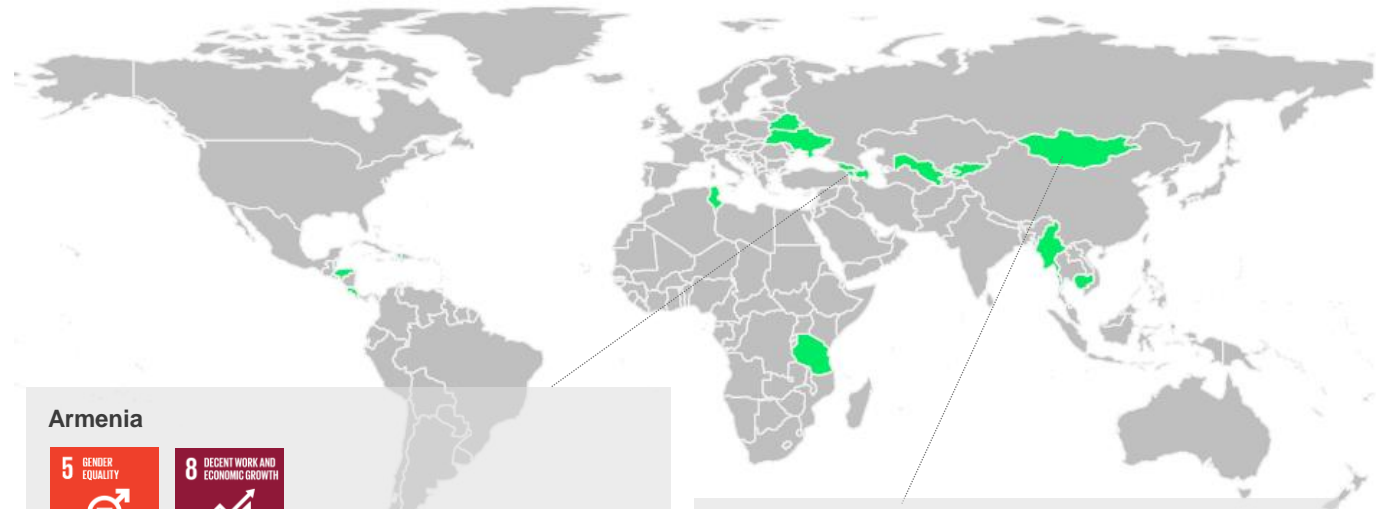 Armenia
5 GENDER
EQUALITY
8 DECENT WORK AND
ECONOMIC GROWTH